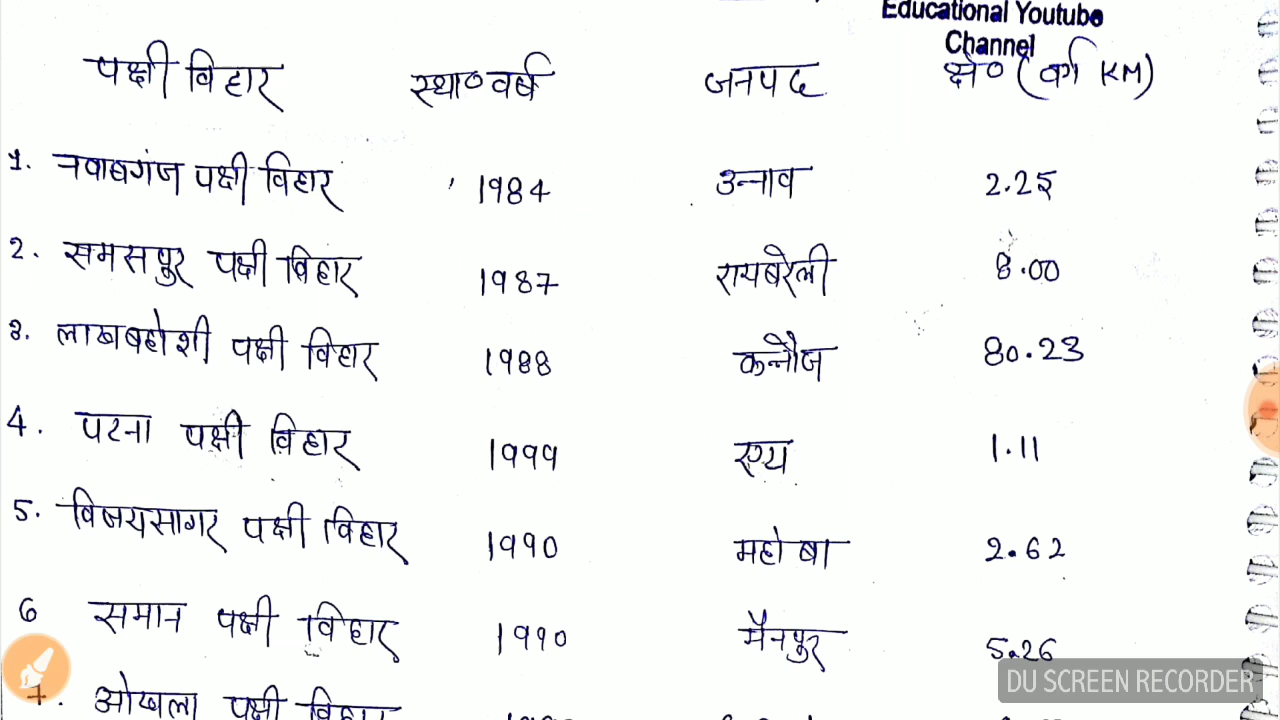 Educational Youtube
Channel
पक्षी विहार स्था० वर्ष जनपद क्षे० (वर्ग KM)
1. नवाबगंज पक्षी विहार 1984 उन्नाव 2.25
2. समसपुर पक्षी विहार 1987 रायबरेली 8.00
3. लाखबहोशी पक्षी विहार 1988 कन्नौज 80.23
4. पटना पक्षी विहार 1999 1.11
5. विजयसागर पक्षी विहार 1990 महोबा 2.62
6 समान पक्षी विहार 1990 मैनपुर 5.26
ओखला पक्षी विहार
DU SCREEN RECORDER